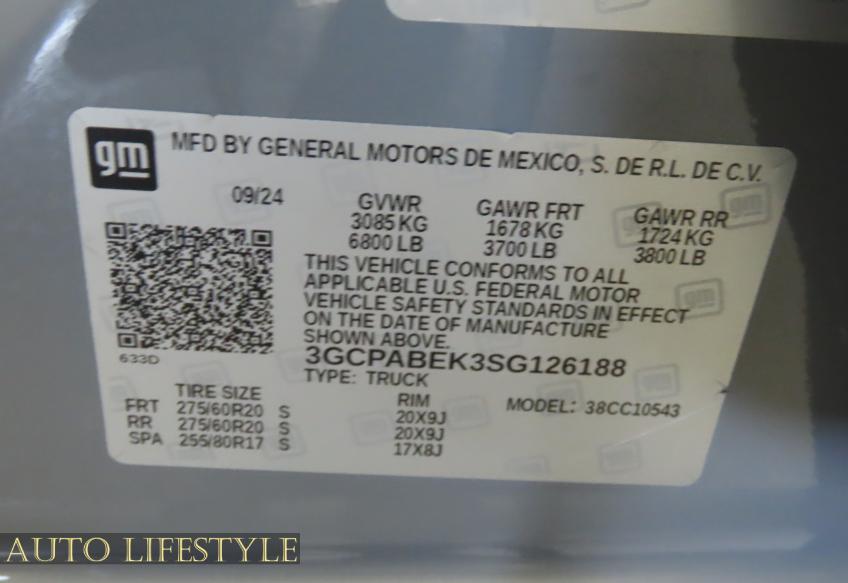 gm MFD BY GENERAL MOTORS DE MEXICO, S. DE R.L. DE C.V.
09/24 GVWR GAWR FRT GAWR RR
3085 KG 1678 KG 1724 KG
6800 LB 3700 LB 3800 LB
THIS VEHICLE CONFORMS TO ALL
APPLICABLE U.S. FEDERAL MOTOR
VEHICLE SAFETY STANDARDS IN EFFECT
ON THE DATE OF MANUFACTURE
SHOWN ABOVE.
633D
3GCPABEK3SG126188
TYPE: TRUCK
TIRE SIZE RIM MODEL: 38CC10543
FRT 275/60R20 S 20X9J
RR 275/60R20 S 20X9J
SPA 255/80R17 S 17X8J
AUTO LIFESTYLE